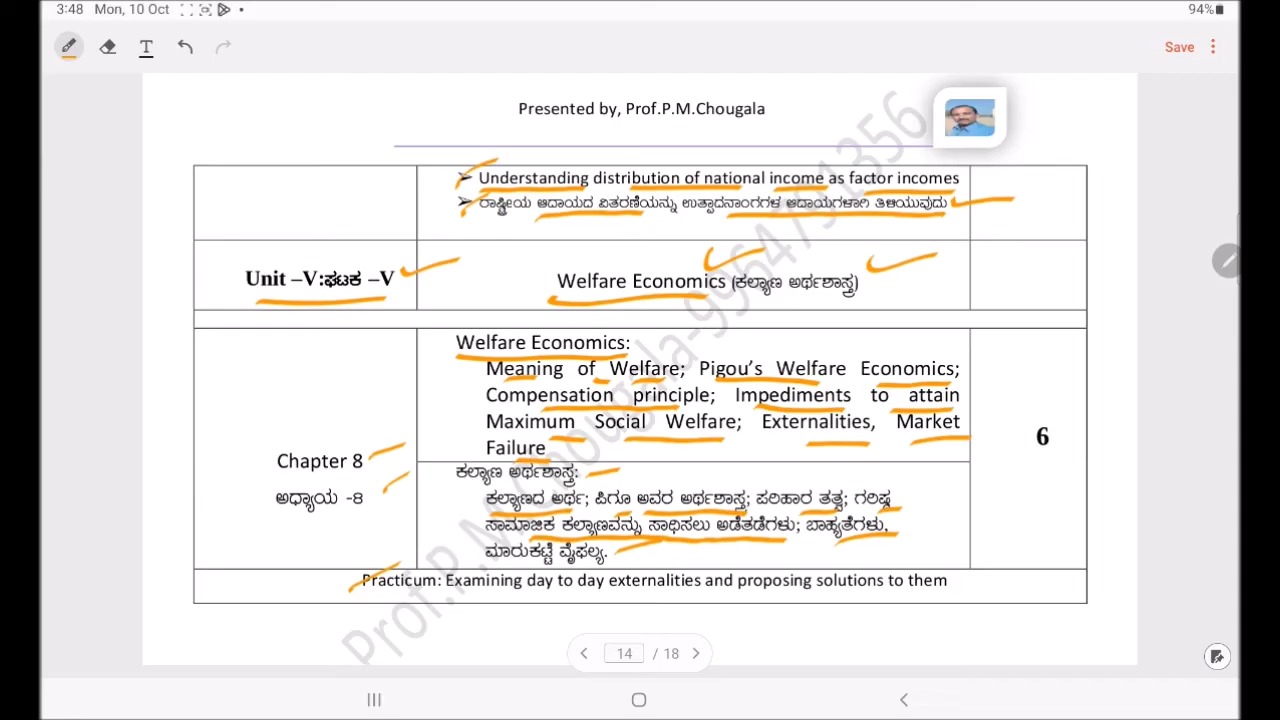 3:48 Mon, 10 Oct
94%
T
Save
Presented by, Prof.P.M.Chougala
➢ Understanding distribution of national income as factor incomes
➢ ರಾಷ್ಟ್ರೀಯ ಆದಾಯದ ವಿತರಣೆಯನ್ನು ಉತ್ಪಾದನಾಂಗಗಳ ಆದಾಯಗಳಾಗಿ ತಿಳಿಯುವುದು
Unit –V:ಘಟಕ –V
Welfare Economics (ಕಲ್ಯಾಣ ಅರ್ಥಶಾಸ್ತ್ರ)
Chapter 8
ಅಧ್ಯಾಯ -8
Welfare Economics:
Meaning of Welfare; Pigou’s Welfare Economics;
Compensation principle; Impediments to attain
Maximum Social Welfare; Externalities, Market
Failure
ಕಲ್ಯಾಣ ಅರ್ಥಶಾಸ್ತ್ರ:
ಕಲ್ಯಾಣದ ಅರ್ಥ; ಪಿಗೂ ಅವರ ಅರ್ಥಶಾಸ್ತ್ರ; ಪರಿಹಾರ ತತ್ವ; ಗರಿಷ್ಠ
ಸಾಮಾಜಿಕ ಕಲ್ಯಾಣವನ್ನು ಸಾಧಿಸಲು ಅಡೆತಡೆಗಳು; ಬಾಹ್ಯತೆಗಳು,
ಮಾರುಕಟ್ಟೆ ವೈಫಲ್ಯ.
6
Practicum: Examining day to day externalities and proposing solutions to them
Prof.P.M.Chougala-9964791356
14 / 18